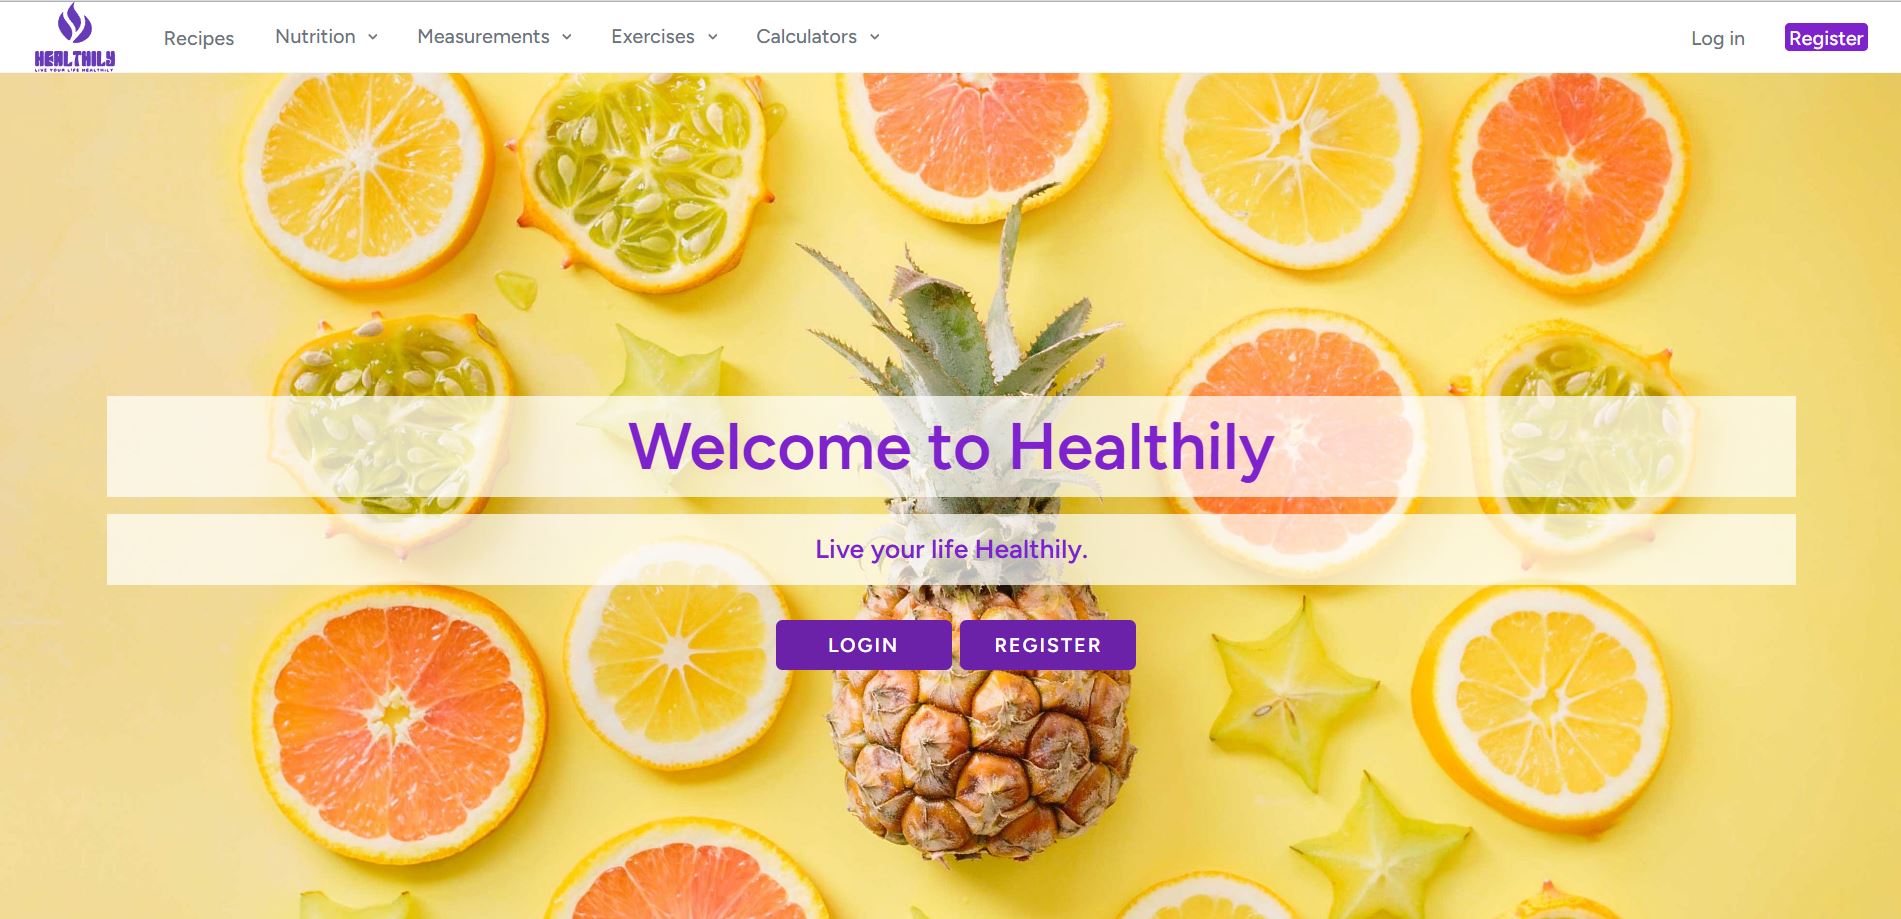 HEALTHILY
LIVE YOUR LIFE HEALTHILY
Recipes
Nutrition
Measurements
Exercises
Calculators
Log in
Register
Welcome to Healthily
Live your life Healthily.
LOGIN
REGISTER